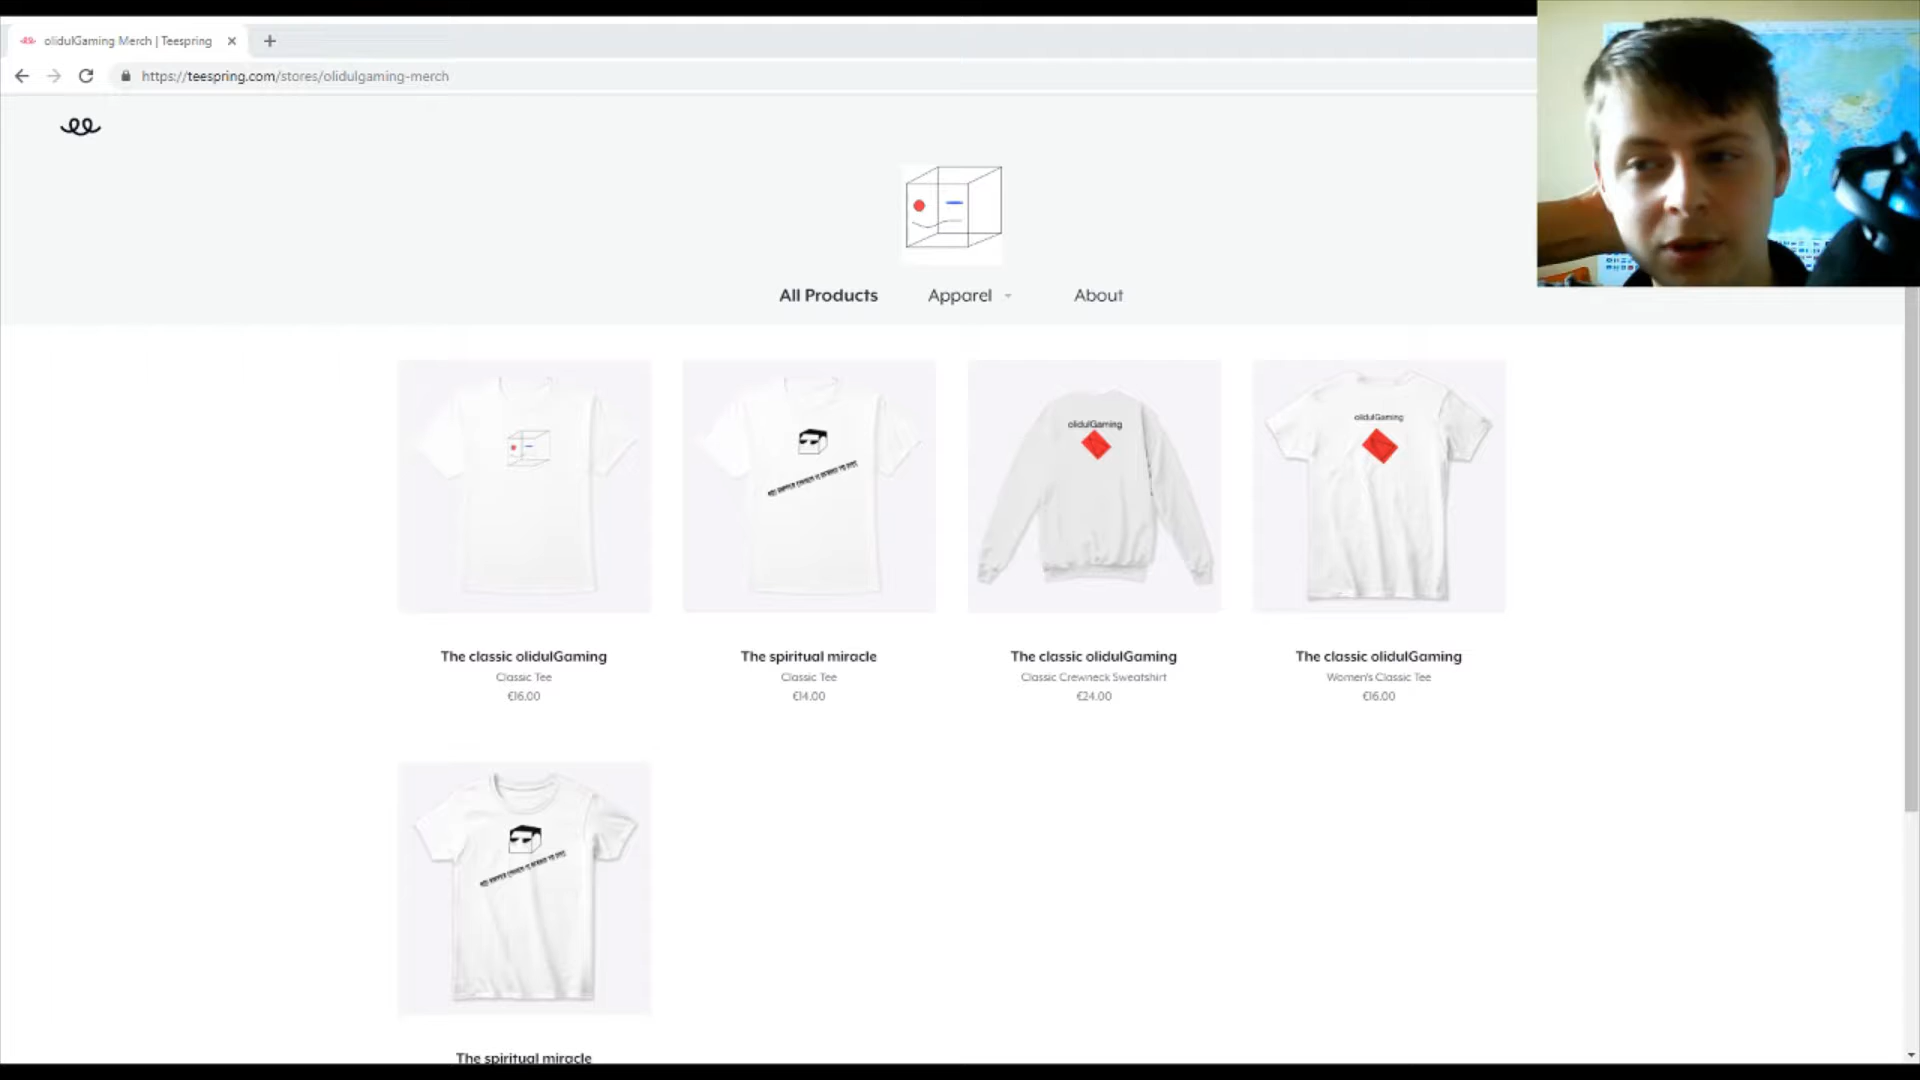 olidulGaming Merch | Teespring
https://teespring.com/stores/olidulgaming-merch
All Products
Apparel
About
olidulGaming
olidulGaming
The classic olidulGaming
Classic Tee
€16.00
The spiritual miracle
Classic Tee
€14.00
The classic olidulGaming
Classic Crewneck Sweatshirt
€24.00
The classic olidulGaming
Women's Classic Tee
€16.00
The spiritual miracle